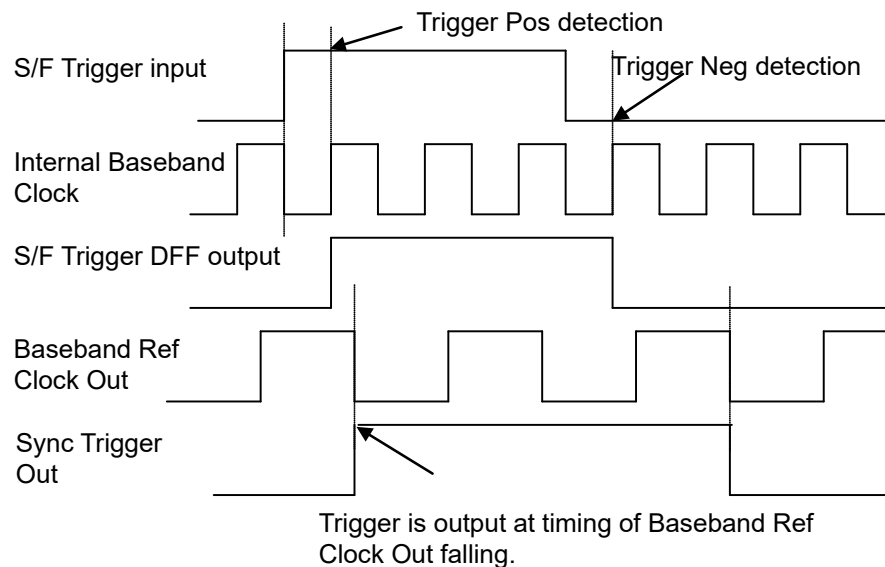 Trigger Pos detection
S/F Trigger input
Trigger Neg detection
Internal Baseband
Clock
S/F Trigger DFF output
Baseband Ref
Clock Out
Sync Trigger
Out
Trigger is output at timing of Baseband Ref
Clock Out falling.